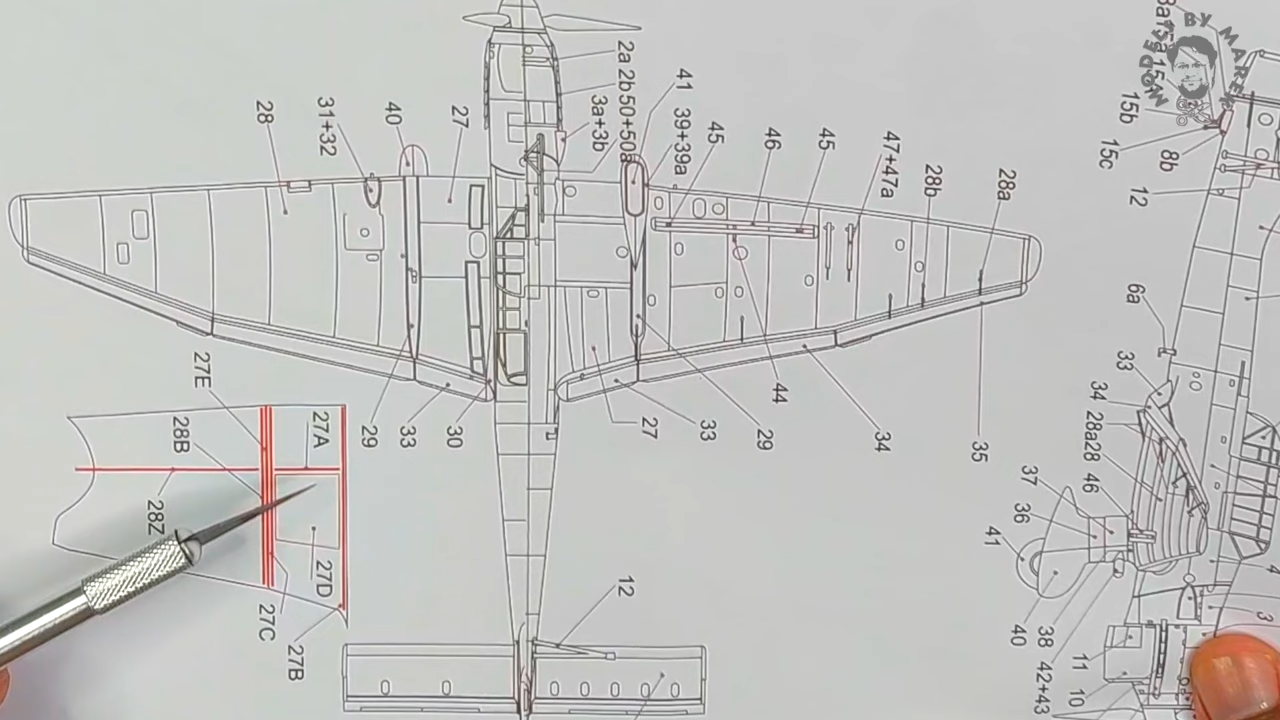 2a
2b
50+50a
3a+3b
41
39+39a
45
46
45
47+47a
28b
28a
28
31+32
40
27
15b
15c
8b
12
6a
33
34
28a28
46
37
36
41
40
38
42+43
11
10
4
3
27E
28B
27A
28Z
27D
27C
27B
29
33
30
27
33
29
44
34
35
12
MODELS BY MAREK